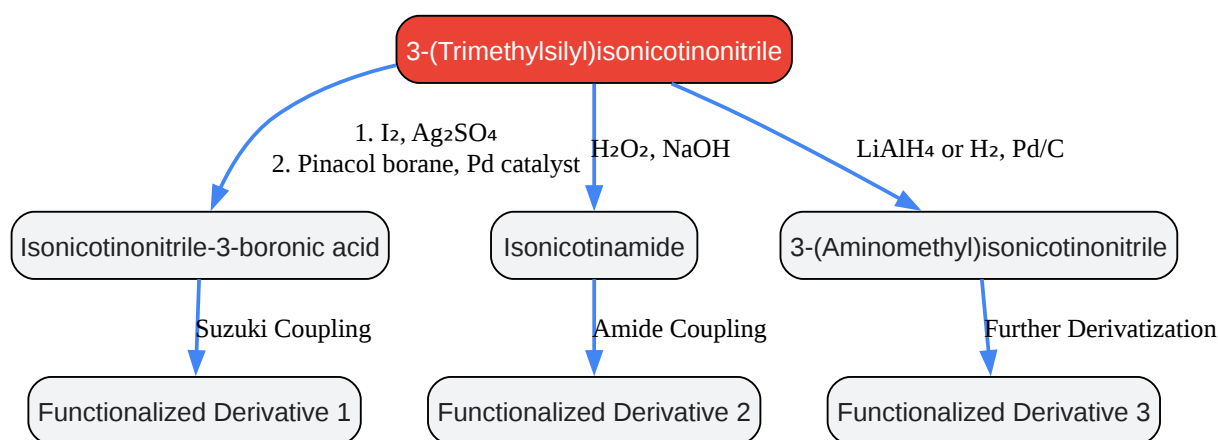 3-(Trimethylsilyl)isonicotinonitrile
1. I₂, Ag₂SO₄
2. Pinacol borane, Pd catalyst
H₂O₂, NaOH
LiAlH₄ or H₂, Pd/C
Isonicotinonitrile-3-boronic acid
Isonicotinamide
3-(Aminomethyl)isonicotinonitrile
Suzuki Coupling
Amide Coupling
Further Derivatization
Functionalized Derivative 1
Functionalized Derivative 2
Functionalized Derivative 3